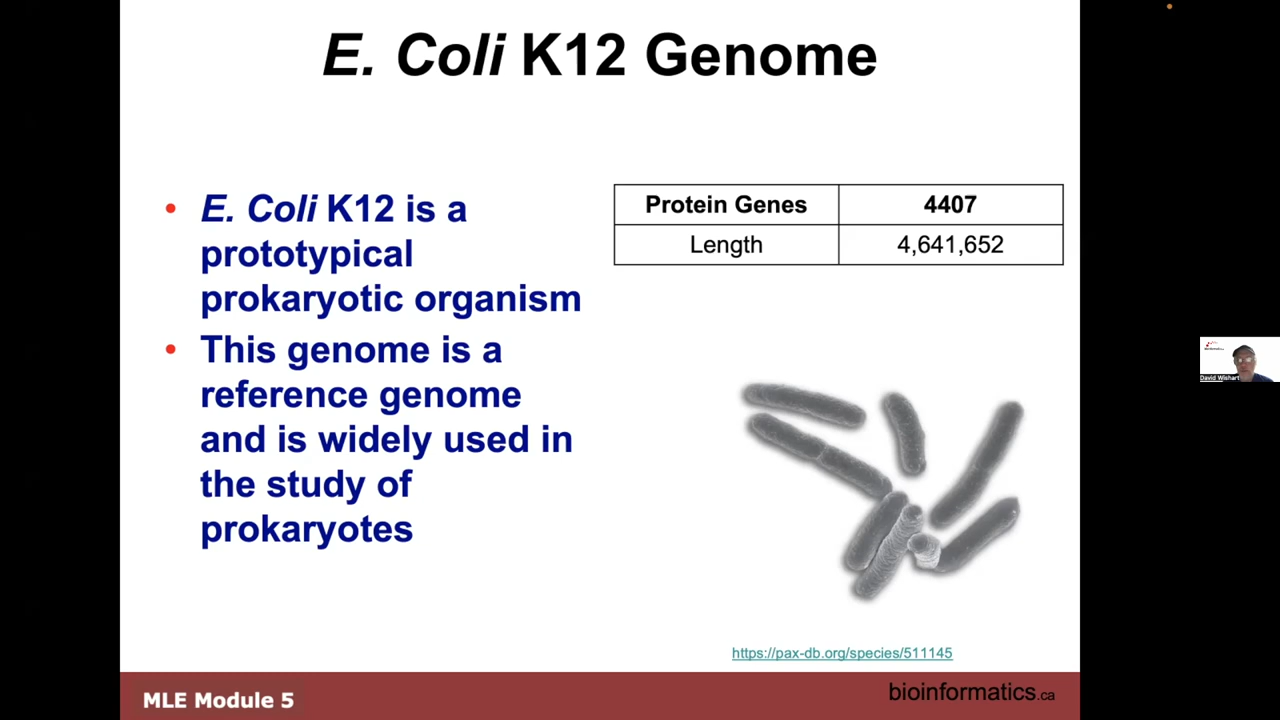 E. Coli K12 Genome
• E. Coli K12 is a
prototypical
prokaryotic organism
• This genome is a
reference genome
and is widely used in
the study of
prokaryotes
Protein Genes 4407
Length 4,641,652
https://pax-db.org/species/511145
David Wishart
MLE Module 5
bioinformatics.ca